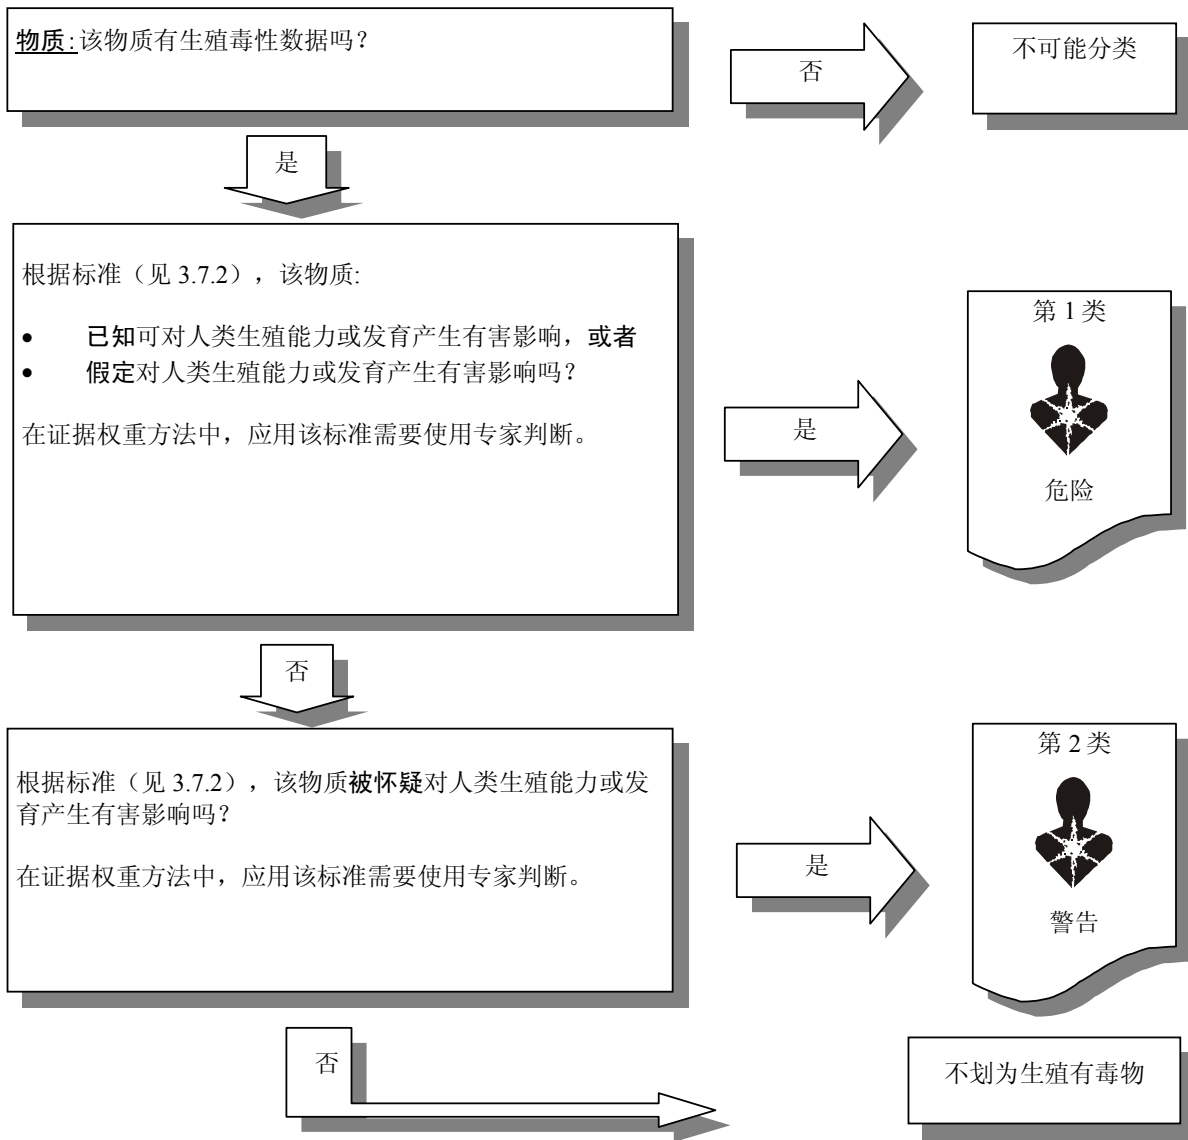 物质:该物质有生殖毒性数据吗?
否
不可能分类
是
根据标准（见 3.7.2），该物质:
• 已知可对人类生殖能力或发育产生有害影响，或者
• 假定对人类生殖能力或发育产生有害影响吗?
在证据权重方法中，应用该标准需要使用专家判断。
是
第 1 类
危险
否
根据标准（见 3.7.2），该物质被怀疑对人类生殖能力或发
育产生有害影响吗?
在证据权重方法中，应用该标准需要使用专家判断。
是
第 2 类
警告
否
不划为生殖有毒物